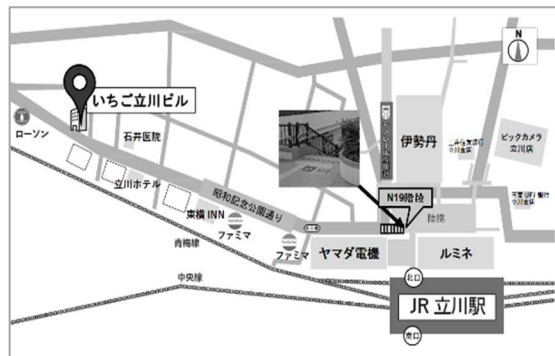 N
いちご立川ビル
ローソン
石井医院
立川ホテル
東横 INN
昭和記念公園通り
ファミマ
ファミマ
青梅線
中央線
伊勢丹
ビックカメラ
立川店
N19階段
陸橋
ヤマダ電機
ルミネ
北口
JR 立川駅
南口